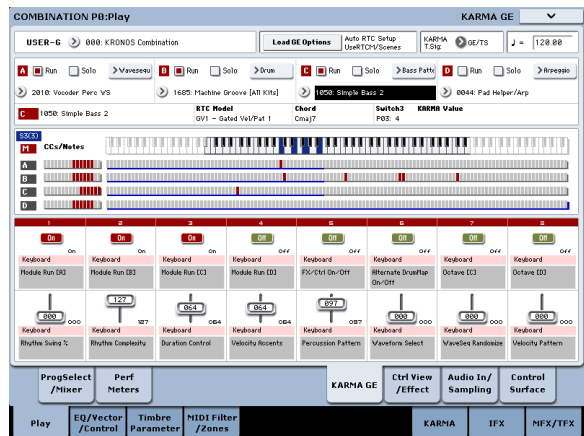 COMBINATION P0:Play KARMA GE
USER-G 000: KRONOS Combination Load GE Options Auto RTC Setup UseRTCM/Scenes KARMA T.Sig: GE/TS ♩ = 120.00
A Run Solo >Wavesequ B Run Solo >Drum C Run Solo >Bass Patte D Run Solo >Arpeggio
2010: Vocoder Perc WS 1685: Machine Groove [All Kits] 1050: Simple Bass 2 0044: Pad Helper/Arp
C 1050: Simple Bass 2 RTC Model GV1 - Gated Vel/Pat 1 Chord Cmaj7 Switch3 P03: 4 KARMA Value
S3(3)
M CCs/Notes
A
B
C
D
1 2 3 4 5 6 7 8
On On On Off Off Off Off Off
On On On Off Off Off Off Off
Keyboard Keyboard Keyboard Keyboard Keyboard Keyboard Keyboard Keyboard
Module Run [A] Module Run [B] Module Run [C] Module Run [D] FX/Ctrl On/Off Alternate DrumMap On/Off Octave [C] Octave [D]
000 127 064 064 097 000 000 000
000 127 064 064 097 000 000 000
Keyboard Keyboard Keyboard Keyboard Keyboard Keyboard Keyboard Keyboard
Rhythm Swing % Rhythm Complexity Duration Control Velocity Accents Percussion Pattern Waveform Select WaveSeq Randomize Velocity Pattern
ProgSelect /Mixer Perf Meters KARMA GE Ctrl View /Effect Audio In/ Sampling Control Surface
Play EQ/Vector /Control Timbre Parameter MIDI Filter /Zones KARMA IFX MFX/TFX